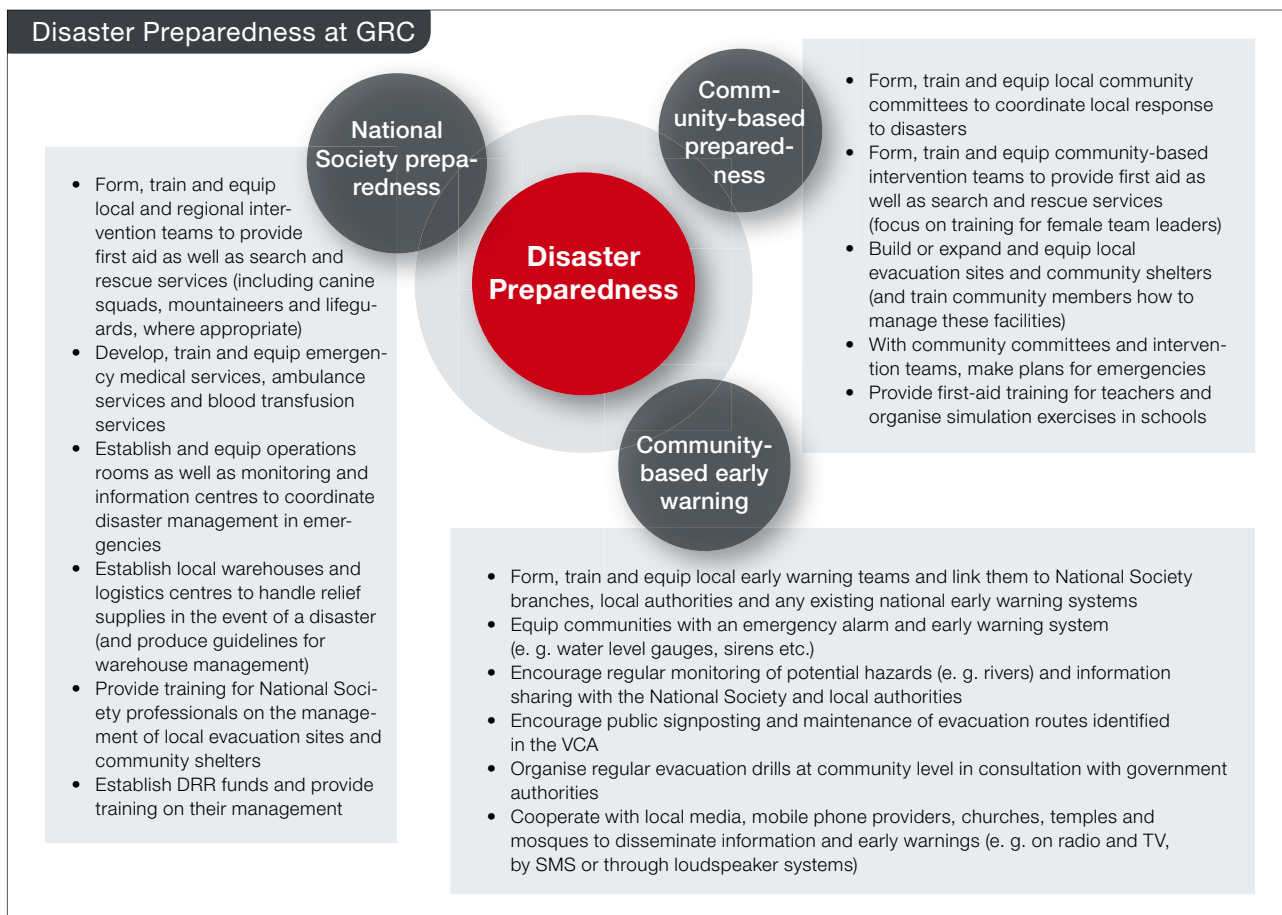 Disaster Preparedness at GRC
National
Society prepa-
redness
Comm-
unity-based
prepared-
ness
Disaster
Preparedness
Community-
based early
warning
• Form, train and equip
local and regional inter-
vention teams to provide
first aid as well as search and
rescue services (including canine
squads, mountaineers and lifegu-
ards, where appropriate)
• Develop, train and equip emergen-
cy medical services, ambulance
services and blood transfusion
services
• Establish and equip operations
rooms as well as monitoring and
information centres to coordinate
disaster management in emer-
gencies
• Establish local warehouses and
logistics centres to handle relief
supplies in the event of a disaster
(and produce guidelines for
warehouse management)
• Provide training for National Soci-
ety professionals on the manage-
ment of local evacuation sites and
community shelters
• Establish DRR funds and provide
training on their management
• Form, train and equip local community
committees to coordinate local response
to disasters
• Form, train and equip community-based
intervention teams to provide first aid as
well as search and rescue services
(focus on training for female team leaders)
• Build or expand and equip local
evacuation sites and community shelters
(and train community members how to
manage these facilities)
• With community committees and interven-
tion teams, make plans for emergencies
• Provide first-aid training for teachers and
organise simulation exercises in schools
• Form, train and equip local early warning teams and link them to National Society
branches, local authorities and any existing national early warning systems
• Equip communities with an emergency alarm and early warning system
(e. g. water level gauges, sirens etc.)
• Encourage regular monitoring of potential hazards (e. g. rivers) and information
sharing with the National Society and local authorities
• Encourage public signposting and maintenance of evacuation routes identified
in the VCA
• Organise regular evacuation drills at community level in consultation with government
authorities
• Cooperate with local media, mobile phone providers, churches, temples and
mosques to disseminate information and early warnings (e. g. on radio and TV,
by SMS or through loudspeaker systems)